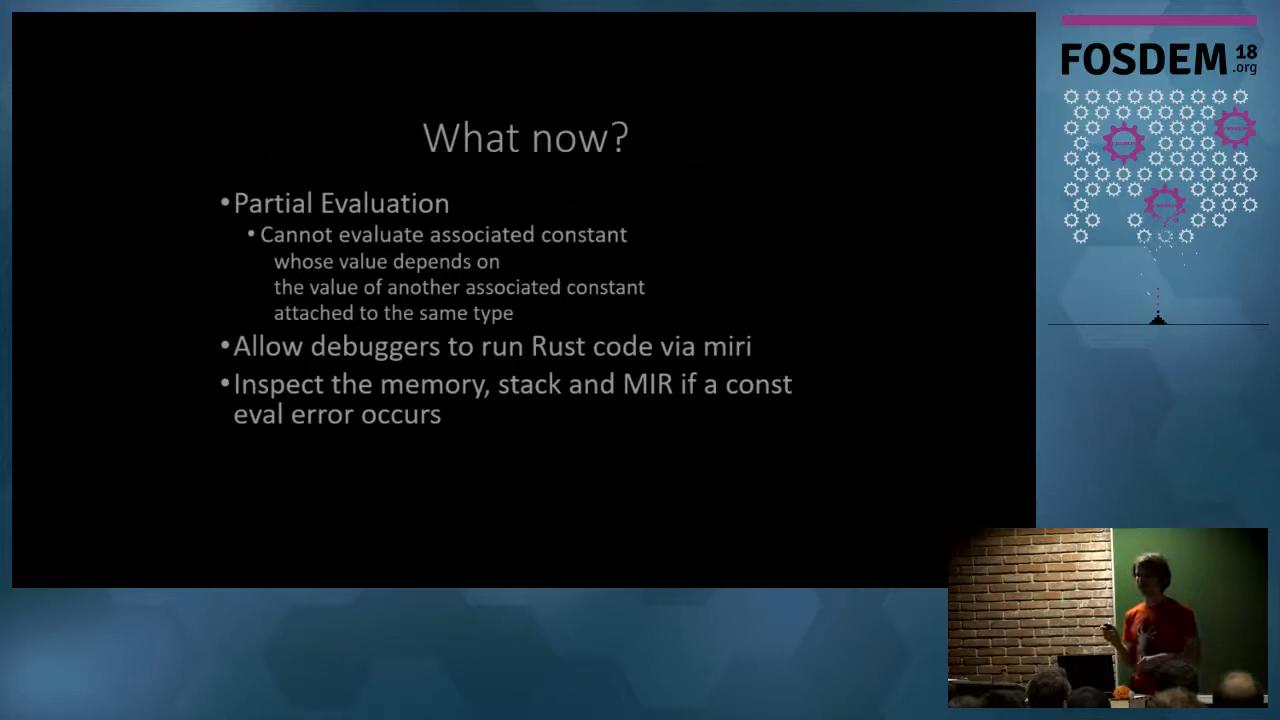 What now?
•Partial Evaluation
• Cannot evaluate associated constant
whose value depends on
the value of another associated constant
attached to the same type
•Allow debuggers to run Rust code via miri
•Inspect the memory, stack and MIR if a const
eval error occurs
FOSDEM 18
.org